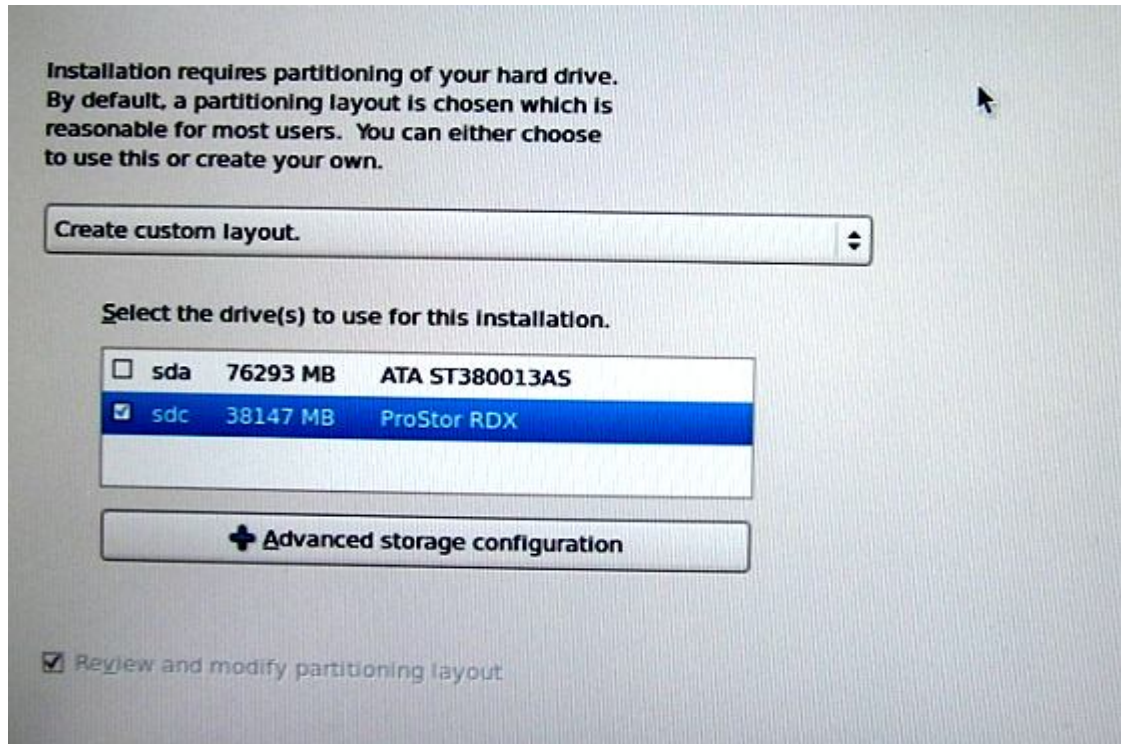 Installation requires partitioning of your hard drive.
By default, a partitioning layout is chosen which is
reasonable for most users.  You can either choose
to use this or create your own.
Create custom layout.
Select the drive(s) to use for this installation.
sda 76293 MB ATA ST380013AS
sdc 38147 MB ProStor RDX
Advanced storage configuration
Review and modify partitioning layout